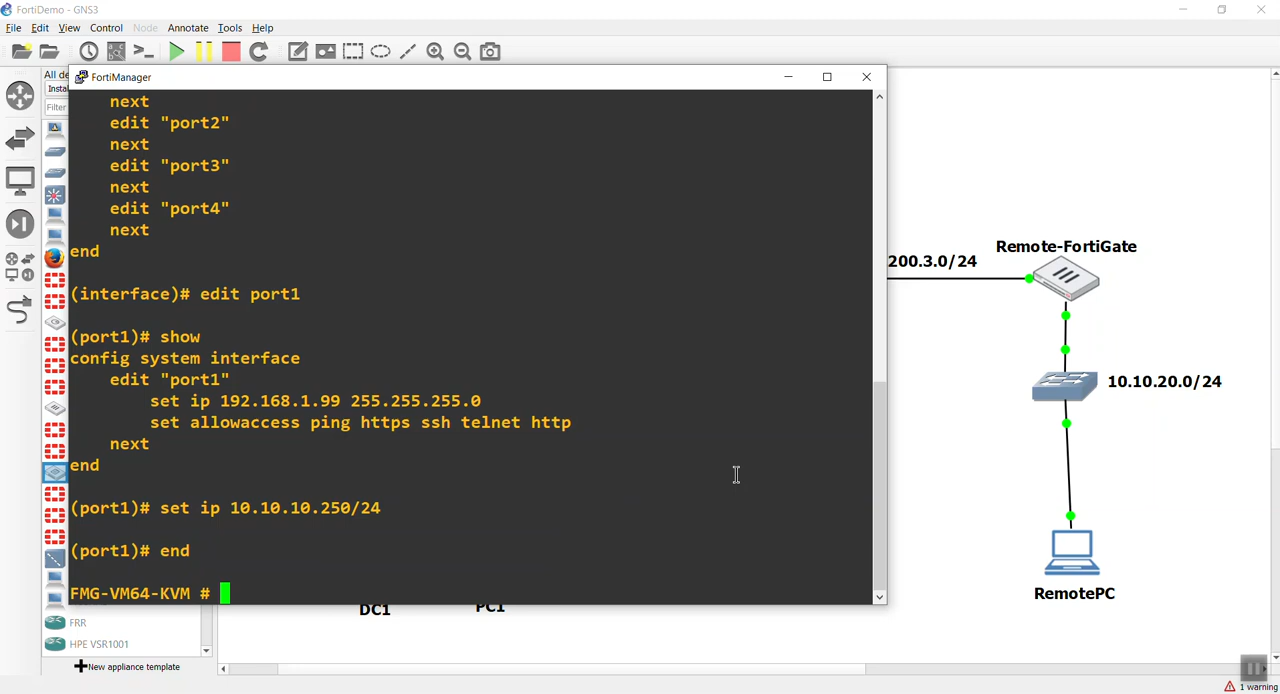 FortiDemo - GNS3
File Edit View Control Node Annotate Tools Help
All de
Insta
Filter
FortiManager
next
edit "port2"
next
edit "port3"
next
edit "port4"
next
end
(interface)# edit port1
(port1)# show
config system interface
edit "port1"
set ip 192.168.1.99 255.255.255.0
set allowaccess ping https ssh telnet http
next
end
(port1)# set ip 10.10.10.250/24
(port1)# end
FMG-VM64-KVM #
200.3.0/24
Remote-FortiGate
10.10.20.0/24
RemotePC
DC1
PC1
FRR
HPE VSR1001
New appliance template
1 warning